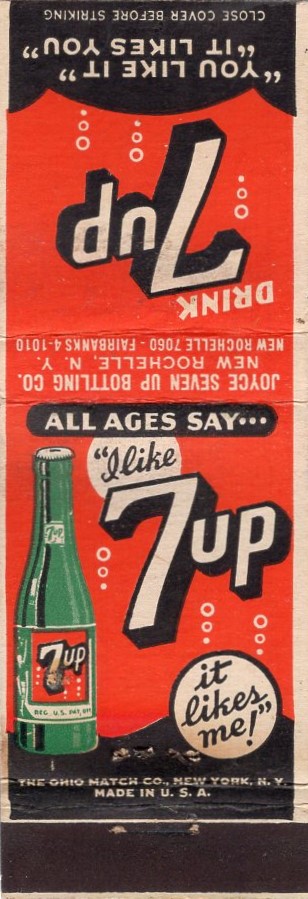 CLOSE COVER BEFORE STRIKING
"YOU LIKE IT"
"IT LIKES YOU"
DRINK
7up
JOYCE SEVEN UP BOTTLING CO.
NEW ROCHELLE, N. Y.
NEW ROCHELLE 7060 - FAIRBANKS 4-1010
ALL AGES SAY...
"I like
7up
it
likes
me!"
7up
7up
REG. U.S. PAT. OFF.
THE OHIO MATCH CO., NEW YORK, N.Y.
MADE IN U. S. A.